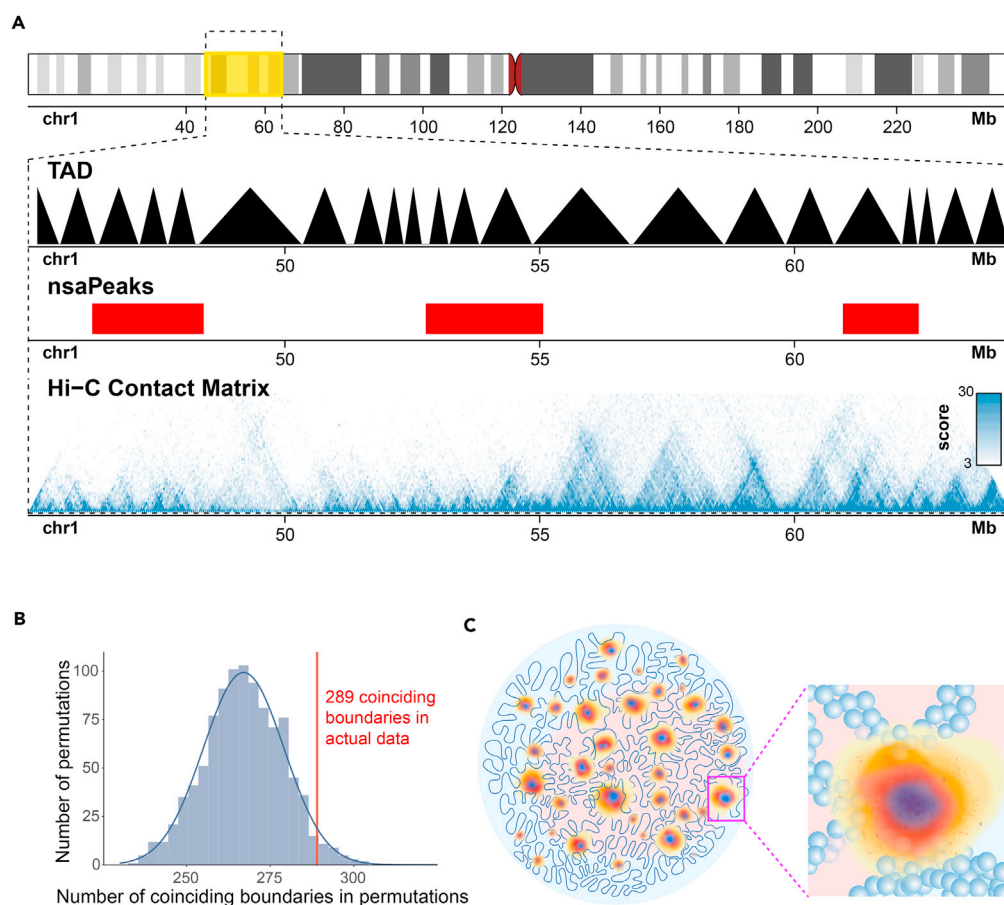 A
chr1 40 60 80 100 120 140 160 180 200 220 Mb
TAD
chr1 50 55 60 Mb
nsaPeaks
chr1 50 55 60 Mb
Hi–C Contact Matrix
30
score
3
chr1 50 55 60 Mb
B
Number of permutations
100
75
50
25
0
289 coinciding
boundaries in
actual data
250 275 300
Number of coinciding boundaries in permutations
C